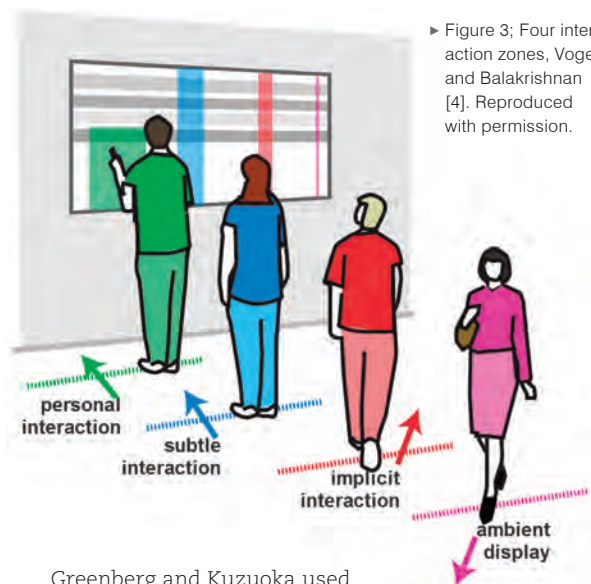 ► Figure 3; Four inter
action zones, Voge
and Balakrishnan
[4]. Reproduced
with permission.
personal
interaction
subtle
interaction
implicit
interaction
ambient
display
Greenberg and Kuzuoka used